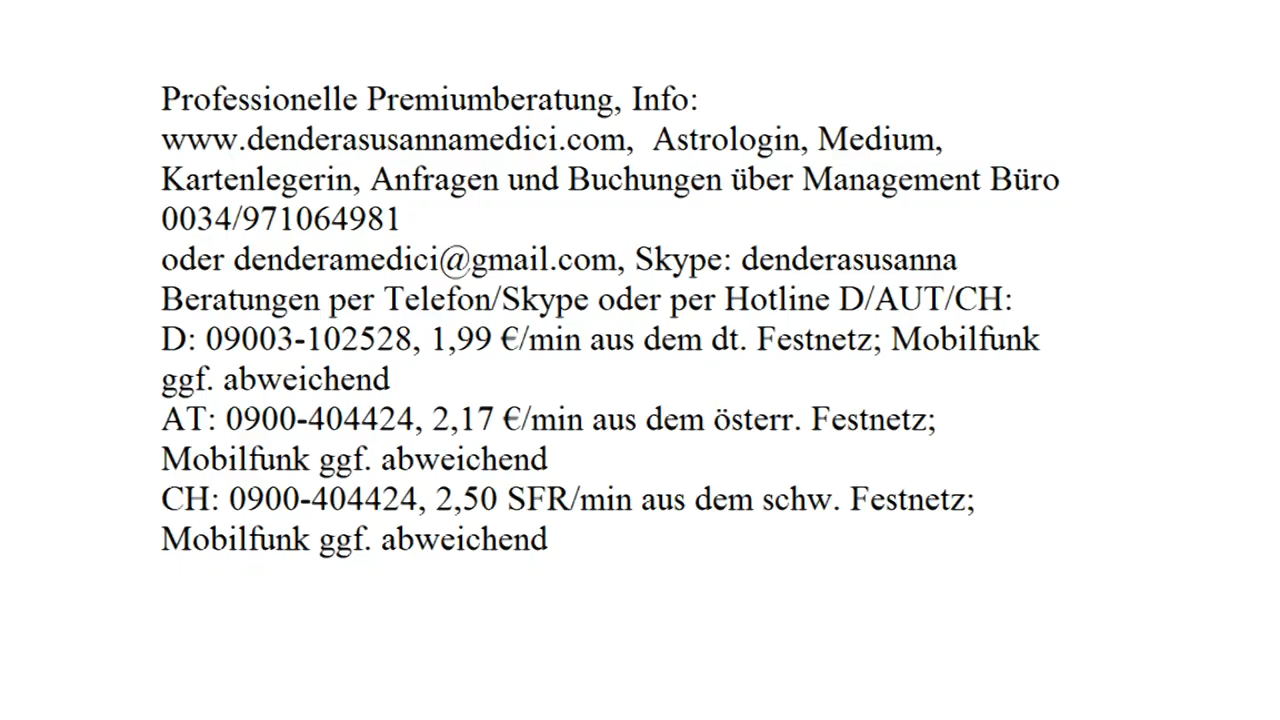 Professionelle Premiumberatung, Info:
www.denderasusannamedici.com,  Astrologin, Medium,
Kartenlegerin, Anfragen und Buchungen über Management Büro
0034/971064981
oder denderamedici@gmail.com, Skype: denderasusanna
Beratungen per Telefon/Skype oder per Hotline D/AUT/CH:
D: 09003-102528, 1,99 €/min aus dem dt. Festnetz; Mobilfunk
ggf. abweichend
AT: 0900-404424, 2,17 €/min aus dem österr. Festnetz;
Mobilfunk ggf. abweichend
CH: 0900-404424, 2,50 SFR/min aus dem schw. Festnetz;
Mobilfunk ggf. abweichend